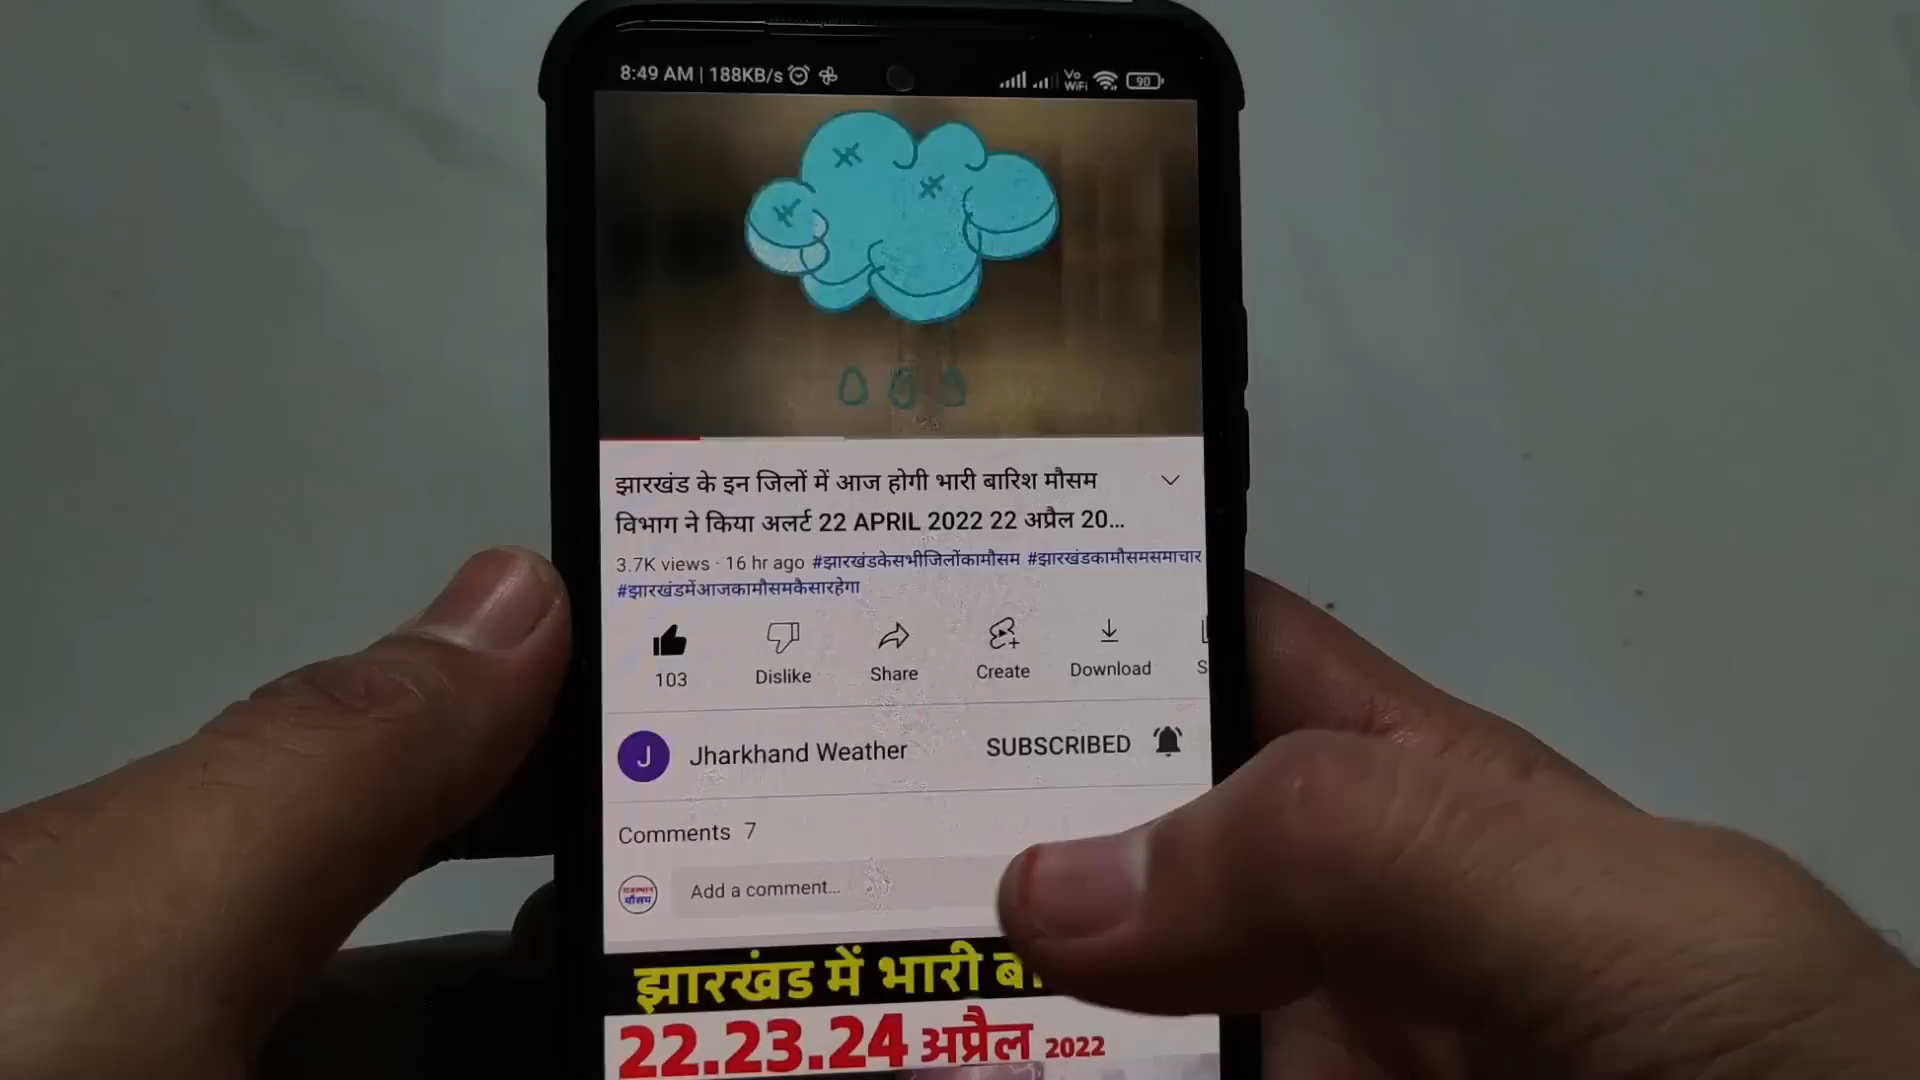 8:49 AM | 188KB/s
Vo
WiFi
90
झारखंड के इन जिलों में आज होगी भारी बारिश मौसम
विभाग ने किया अलर्ट 22 APRIL 2022 22 अप्रैल 20...
3.7K views · 16 hr ago #झारखंडकेसभीजिलोंकामौसम #झारखंडकामौसमसमाचार
#झारखंडमेंआजकामौसमकैसारहेगा
103
Dislike
Share
Create
Download
J
Jharkhand Weather
SUBSCRIBED
Comments 7
राजस्थान
मौसम
Add a comment...
झारखंड में भारी
22.23.24 अप्रैल 2022